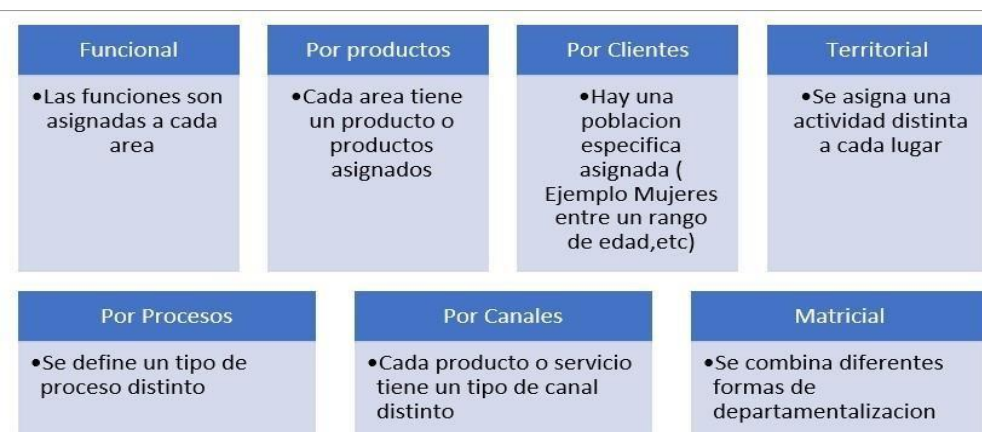 Funcional
•Las funciones son
asignadas a cada
area
Por productos
•Cada area tiene
un producto o
productos
asignados
Por Clientes
•Hay una
poblacion
especifica
asignada (
Ejemplo Mujeres
entre un rango
de edad,etc)
Territorial
•Se asigna una
actividad distinta
a cada lugar
Por Procesos
•Se define un tipo de
proceso distinto
Por Canales
•Cada producto o servicio
tiene un tipo de canal
distinto
Matricial
•Se combina diferentes
formas de
departamentalizacion